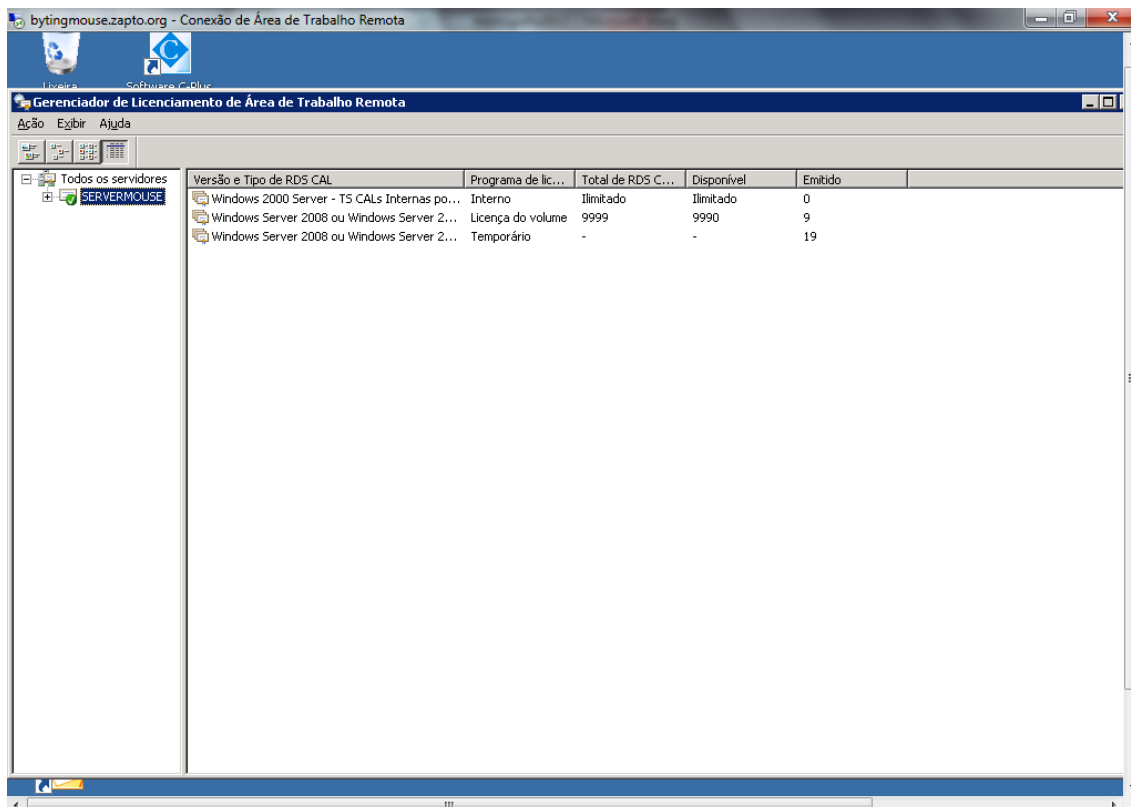 bytingmouse.zapto.org - Conexão de Área de Trabalho Remota
Lixeira Software C-Plus
Gerenciador de Licenciamento de Área de Trabalho Remota
Ação Exibir Ajuda
Todos os servidores
SERVERMOUSE
Versão e Tipo de RDS CAL Programa de lic... Total de RDS C... Disponível Emitido
Windows 2000 Server - TS CALs Internas po... Interno Ilimitado Ilimitado 0
Windows Server 2008 ou Windows Server 2... Licença do volume 9999 9990 9
Windows Server 2008 ou Windows Server 2... Temporário - - 19